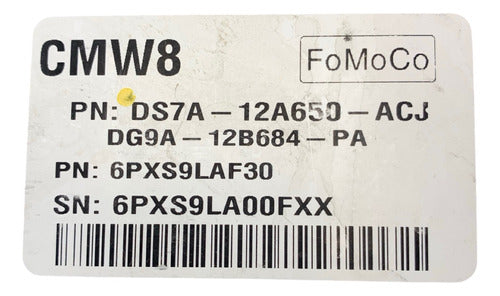 CMW8
FoMoCo
PN: DS7A-12A650-ACJ
DG9A-12B684-PA
PN: 6PXS9LAF30
SN: 6PXS9LA00FXX